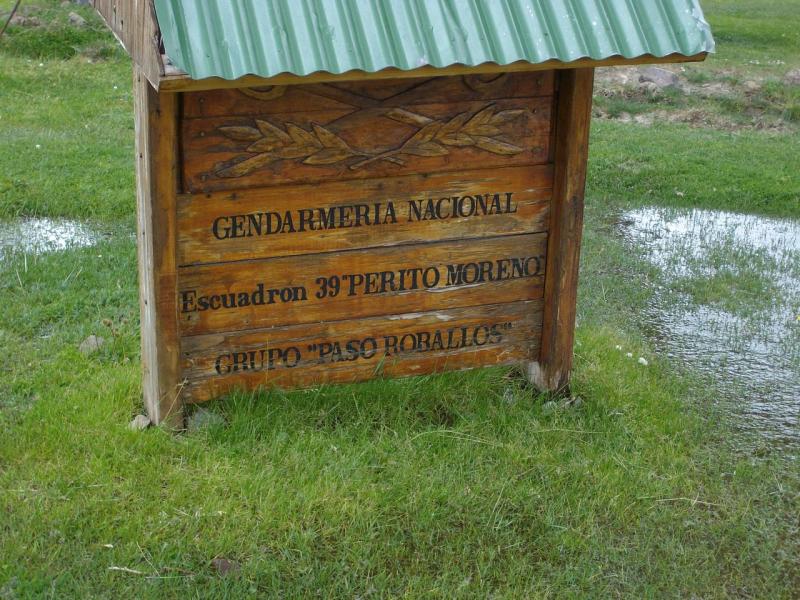 GENDARMERIA NACIONAL
Escuadron 39 "PERITO MORENO"
GRUPO "PASO ROBALLOS"